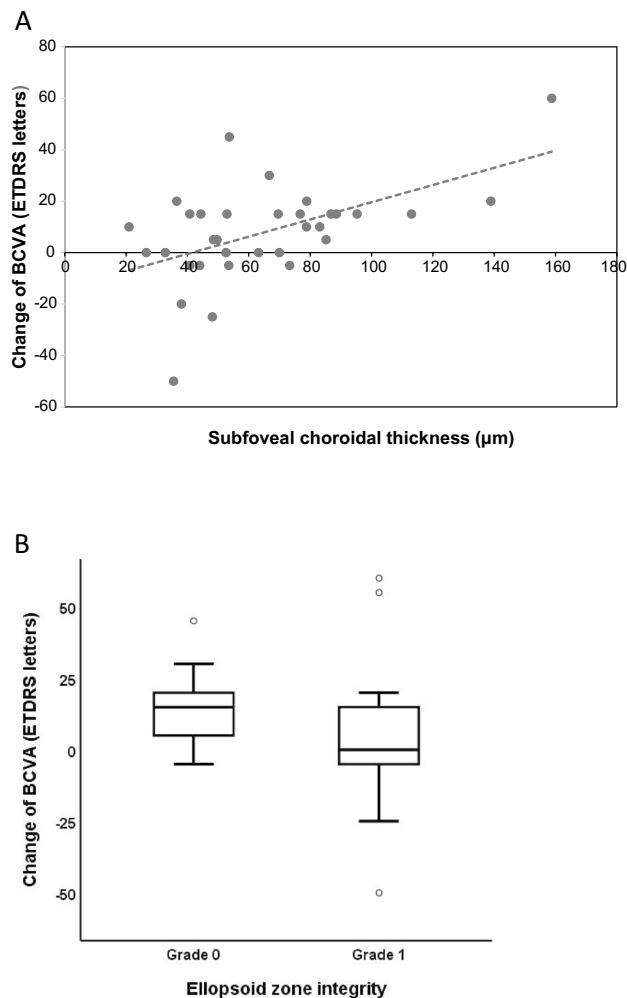 A
80
60
40
20
0
-20
-40
-60
0 20 40 60 80 100 120 140 160 180
Change of BCVA (ETDRS letters)
Subfoveal choroidal thickness (µm)
B
50
25
0
-25
-50
Change of BCVA (ETDRS letters)
Grade 0 Grade 1
Ellopsoid zone integrity